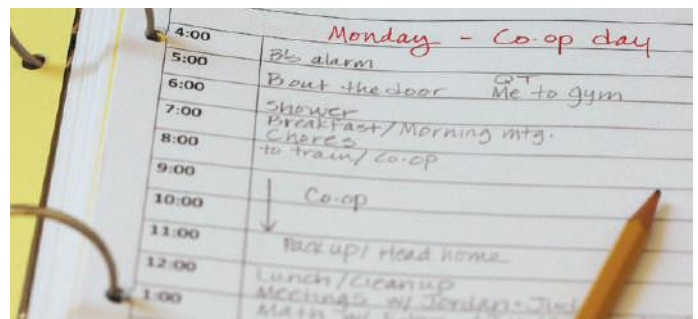 Monday - Co-op day
4:00
5:00 B's alarm
6:00 B out the door QT
Me to gym
7:00 Shower
Breakfast/Morning mtg.
8:00 Chores
to train/Co-op
9:00
10:00 Co-op
11:00 Pack up/Head home
12:00 Lunch/Cleanup
1:00 Meetings w/ Jordan +
Math w/